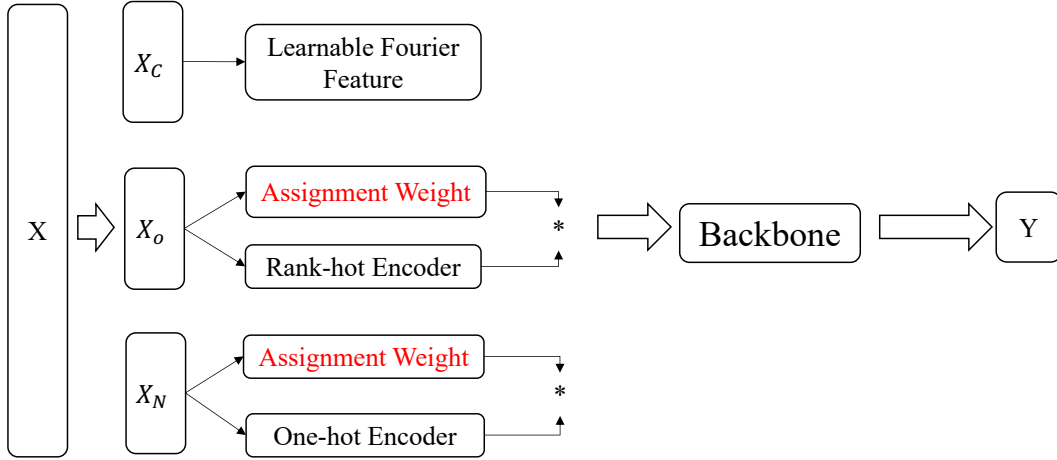 X
X_C
Learnable Fourier
Feature
X_o
Assignment Weight
*
Rank-hot Encoder
X_N
Assignment Weight
*
One-hot Encoder
Backbone
Y